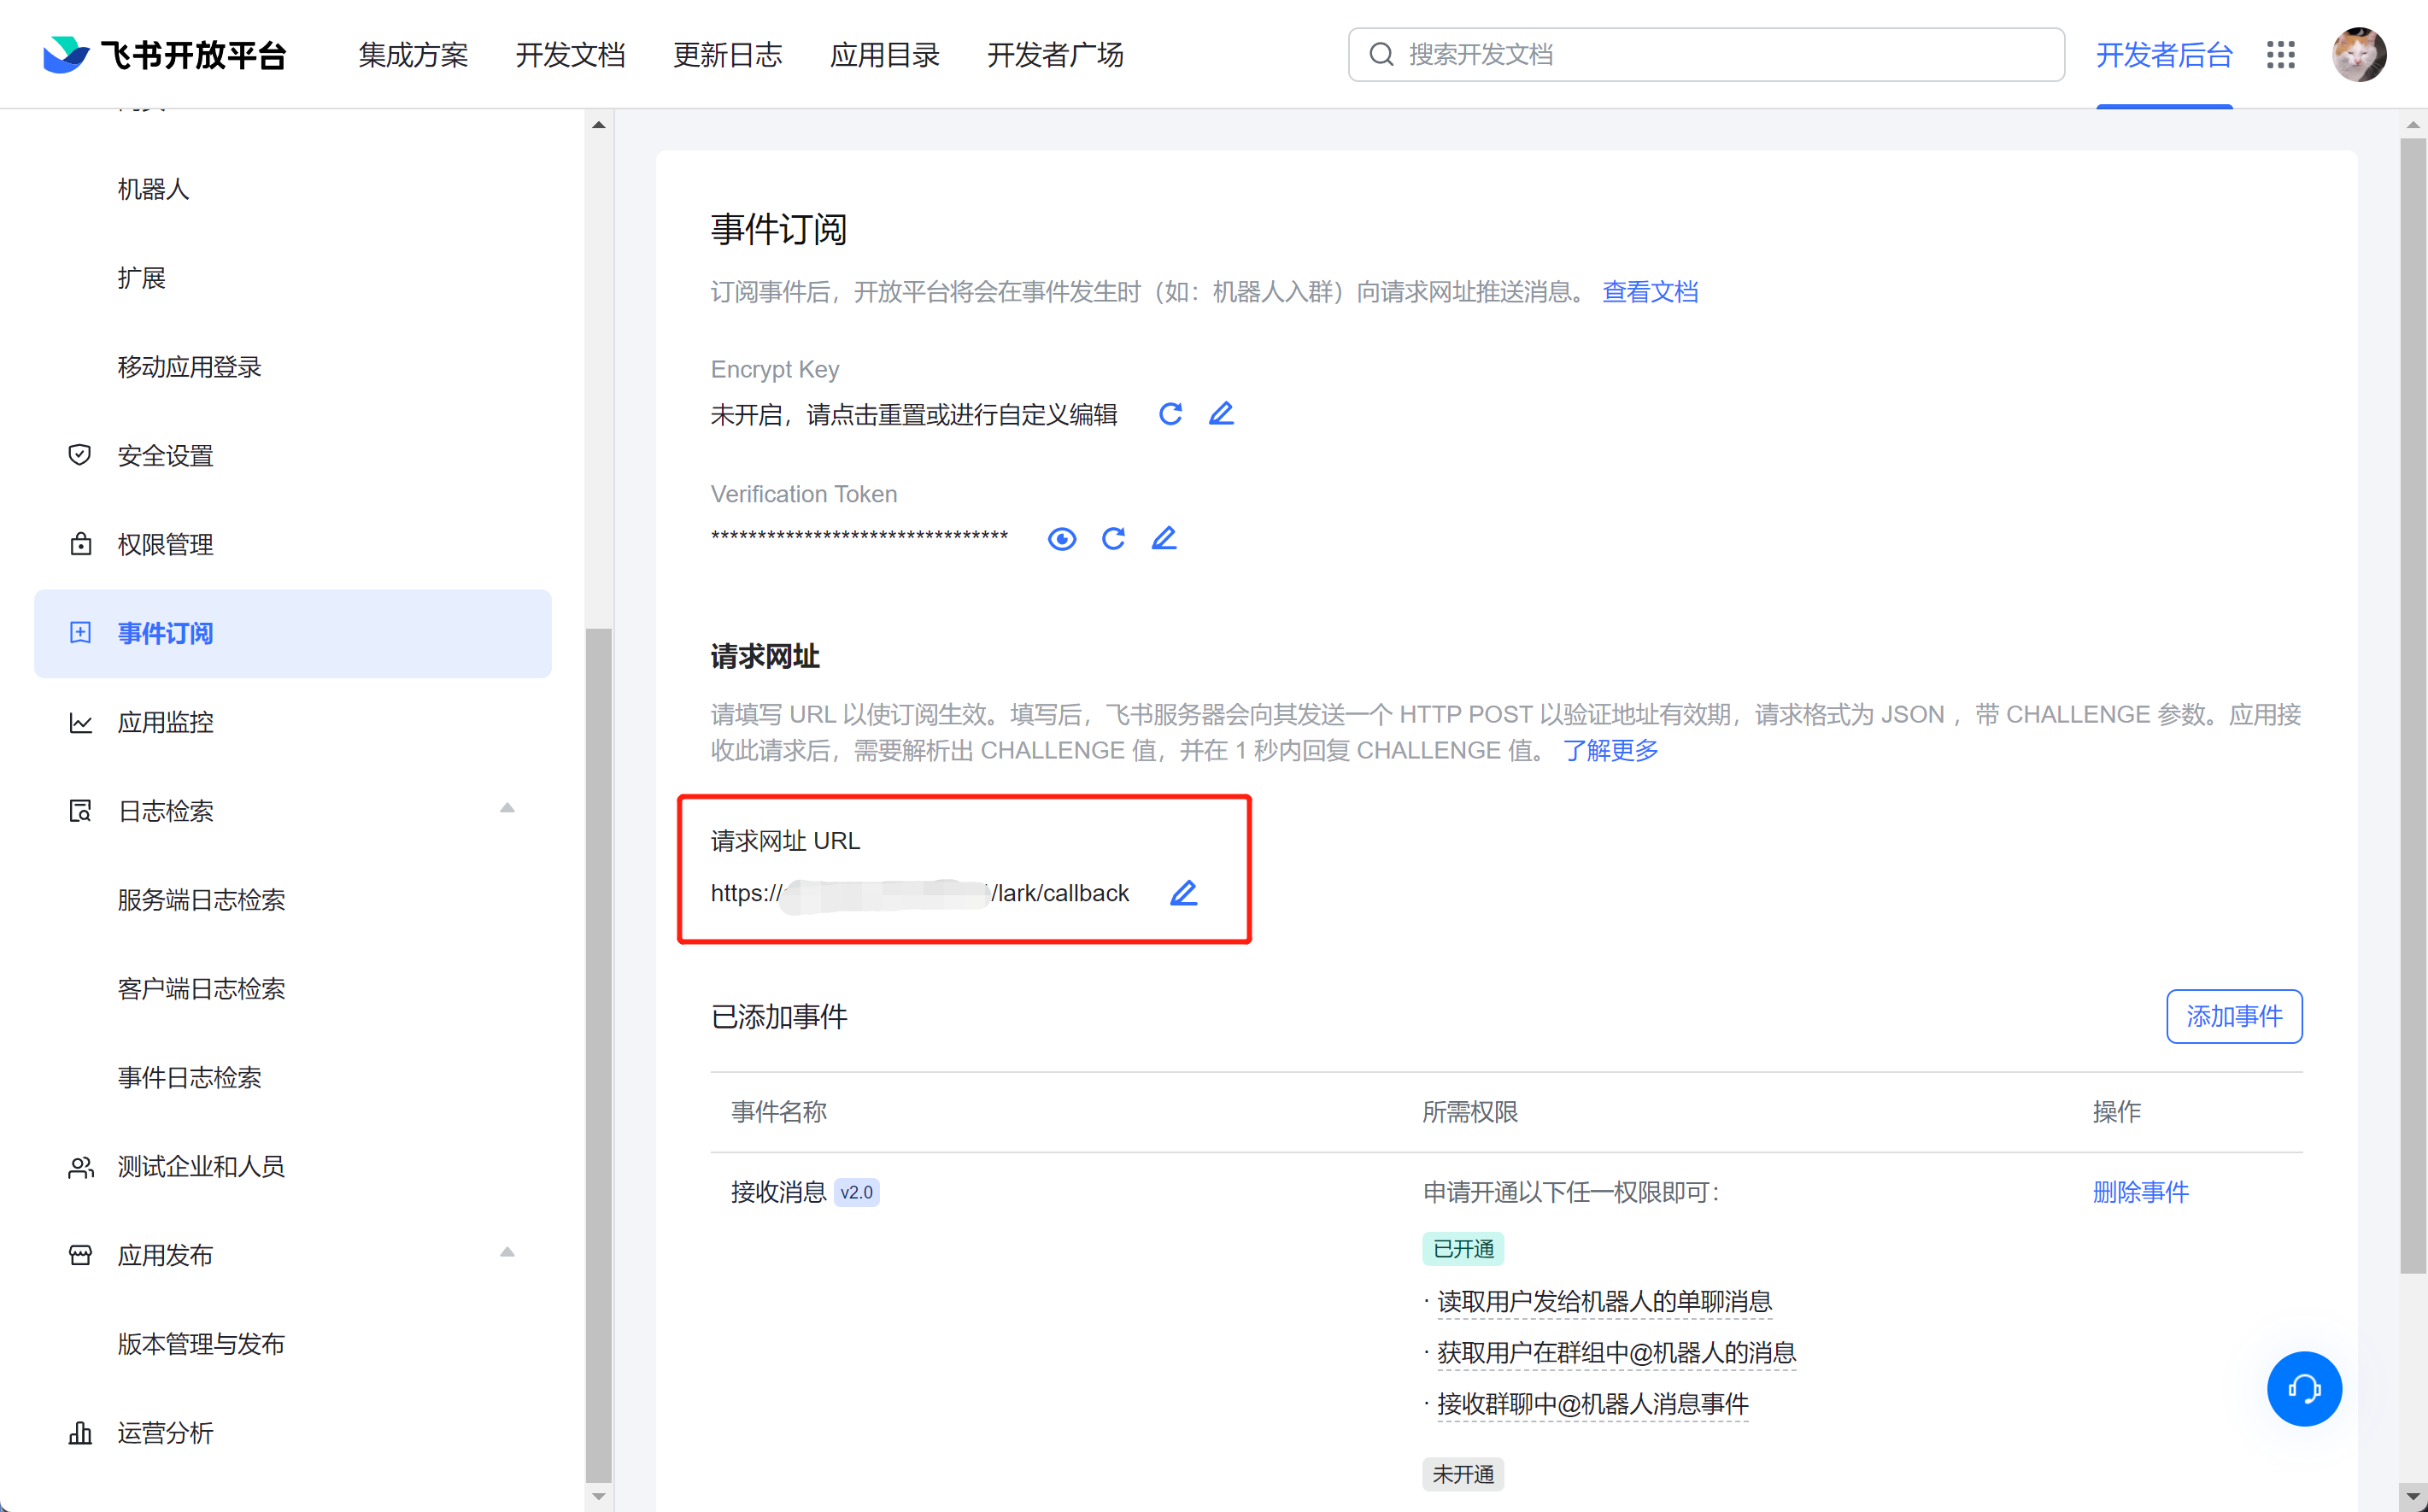 飞书开放平台
集成方案
开发文档
更新日志
应用目录
开发者广场
搜索开发文档
开发者后台
机器人
扩展
移动应用登录
安全设置
权限管理
事件订阅
应用监控
日志检索
服务端日志检索
客户端日志检索
事件日志检索
测试企业和人员
应用发布
版本管理与发布
运营分析
事件订阅
订阅事件后，开放平台将会在事件发生时（如：机器人入群）向请求网址推送消息。 查看文档
Encrypt Key
未开启，请点击重置或进行自定义编辑
Verification Token
********************************
请求网址
请填写 URL 以使订阅生效。填写后，飞书服务器会向其发送一个 HTTP POST 以验证地址有效期，请求格式为 JSON ，带 CHALLENGE 参数。应用接
收此请求后，需要解析出 CHALLENGE 值，并在 1 秒内回复 CHALLENGE 值。 了解更多
请求网址 URL
https:// /lark/callback
已添加事件
添加事件
事件名称
所需权限
操作
接收消息 v2.0
申请开通以下任一权限即可：
删除事件
已开通
· 读取用户发给机器人的单聊消息
· 获取用户在群组中@机器人的消息
· 接收群聊中@机器人消息事件
未开通